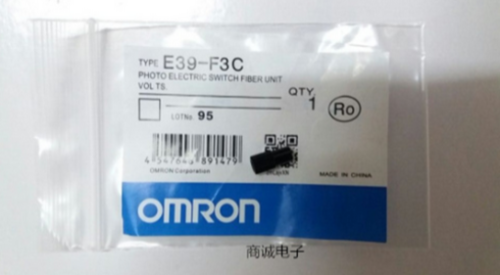 TYPE E39-F3C
PHOTO ELECTRIC SWITCH FIBER UNIT
VOLTS
QTY. 1
Ro
LOTNo. 95
OMRON Corporation
MADE IN CHINA
OMRON
商诚电子